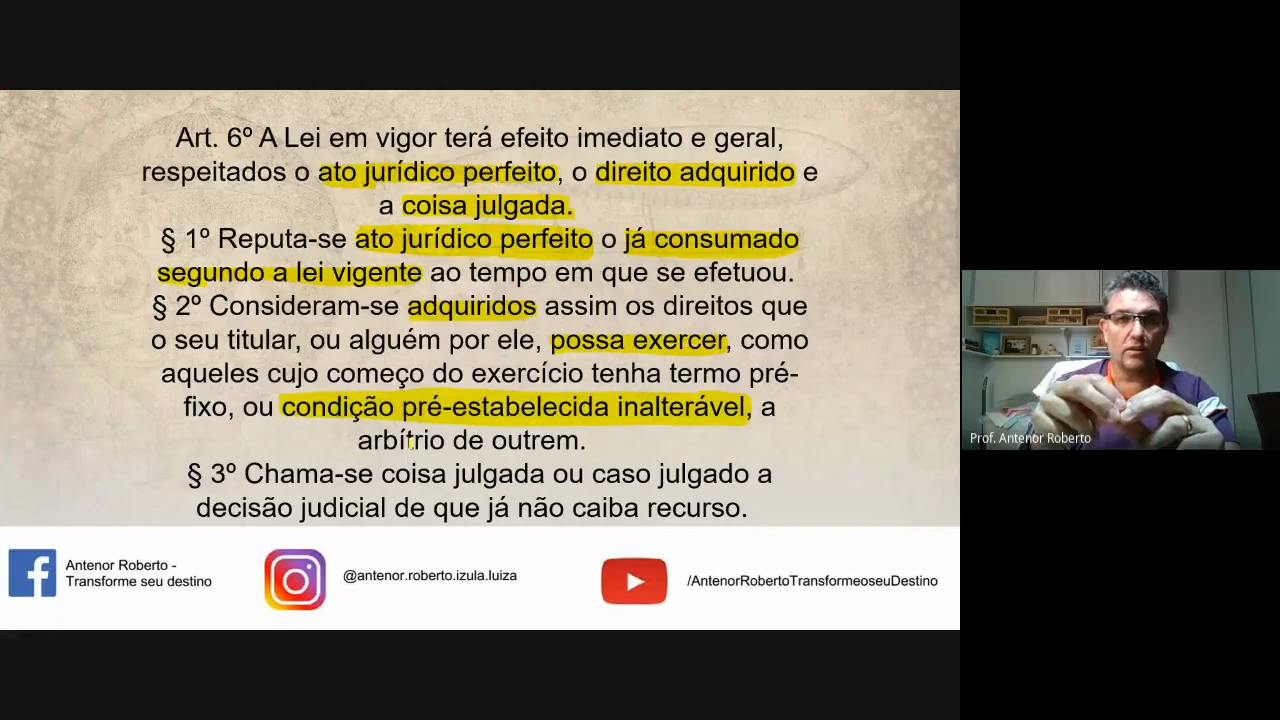 Art. 6º A Lei em vigor terá efeito imediato e geral,
respeitados o ato jurídico perfeito, o direito adquirido e
a coisa julgada.
§ 1º Reputa-se ato jurídico perfeito o já consumado
segundo a lei vigente ao tempo em que se efetuou.
§ 2º Consideram-se adquiridos assim os direitos que
o seu titular, ou alguém por ele, possa exercer, como
aqueles cujo começo do exercício tenha termo pré-
fixo, ou condição pré-estabelecida inalterável, a
arbítrio de outrem.
§ 3º Chama-se coisa julgada ou caso julgado a
decisão judicial de que já não caiba recurso.
Prof. Antenor Roberto
Antenor Roberto -
Transforme seu destino
@antenor.roberto.izula.luiza
/AntenorRobertoTransformeoseuDestino